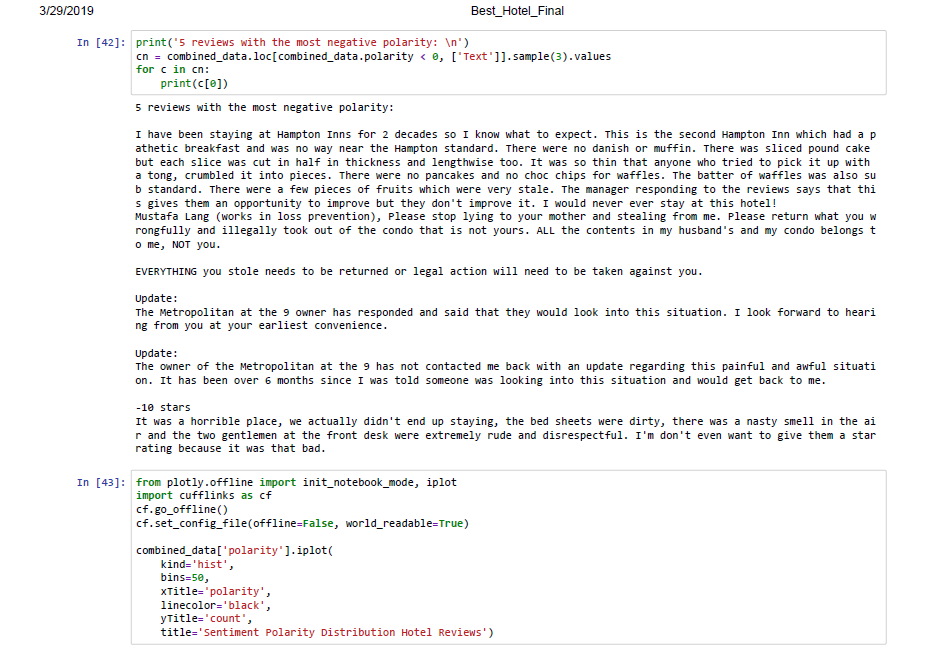 3/29/2019
Best_Hotel_Final
In [42]: print('5 reviews with the most negative polarity: \n')
cn = combined_data.loc[combined_data.polarity < 0, ['Text']].sample(3).values
for c in cn:
    print(c[0])
5 reviews with the most negative polarity:
I have been staying at Hampton Inns for 2 decades so I know what to expect. This is the second Hampton Inn which had a p
athetic breakfast and was no way near the Hampton standard. There were no danish or muffin. There was sliced pound cake
but each slice was cut in half in thickness and lengthwise too. It was so thin that anyone who tried to pick it up with
a tong, crumbled it into pieces. There were no pancakes and no choc chips for waffles. The batter of waffles was also su
b standard. There were a few pieces of fruits which were very stale. The manager responding to the reviews says that thi
s gives them an opportunity to improve but they don't improve it. I would never ever stay at this hotel!
Mustafa Lang (works in loss prevention), Please stop lying to your mother and stealing from me. Please return what you w
rongfully and illegally took out of the condo that is not yours. ALL the contents in my husband's and my condo belongs t
o me, NOT you.
EVERYTHING you stole needs to be returned or legal action will need to be taken against you.
Update:
The Metropolitan at the 9 owner has responded and said that they would look into this situation. I look forward to heari
ng from you at your earliest convenience.
Update:
The owner of the Metropolitan at the 9 has not contacted me back with an update regarding this painful and awful situati
on. It has been over 6 months since I was told someone was looking into this situation and would get back to me.
-10 stars
It was a horrible place, we actually didn't end up staying, the bed sheets were dirty, there was a nasty smell in the ai
r and the two gentlemen at the front desk were extremely rude and disrespectful. I'm don't even want to give them a star
rating because it was that bad.
In [43]: from plotly.offline import init_notebook_mode, iplot
import cufflinks as cf
cf.go_offline()
cf.set_config_file(offline=False, world_readable=True)
combined_data['polarity'].iplot(
    kind='hist',
    bins=50,
    xTitle='polarity',
    linecolor='black',
    yTitle='count',
    title='Sentiment Polarity Distribution Hotel Reviews')